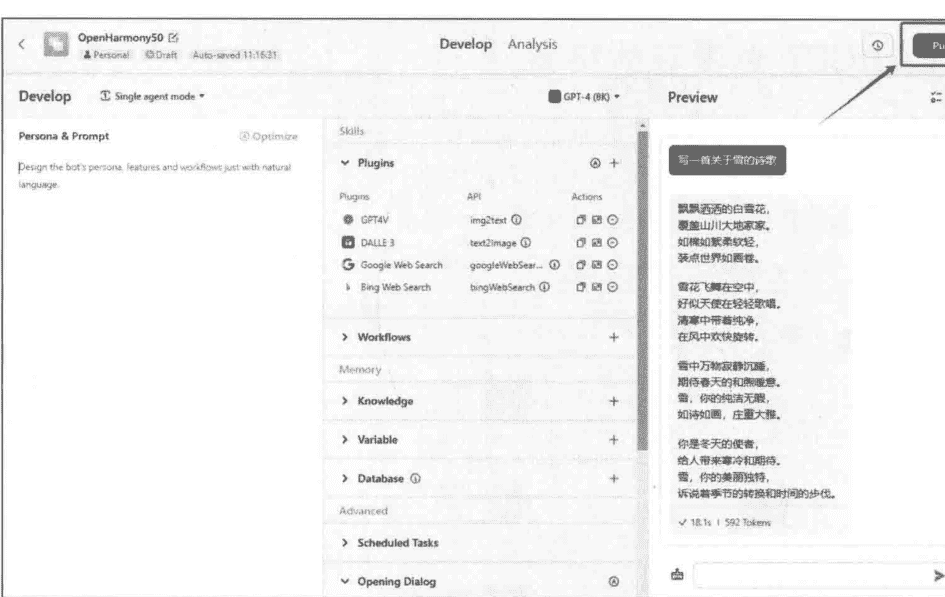 OpenHarmony50
Personal Draft Auto-saved 11:16:31
Develop Analysis
Pu
Develop
Single agent mode
GPT-4 (8K)
Preview
Persona & Prompt
Optimize
Design the bot's persona, features and workflows just with natural
language.
Skills
Plugins
Plugins API Actions
GPT4V img2text
DALLE 3 text2image
Google Web Search googleWebSear...
Bing Web Search bingWebSearch
Workflows
Memory
Knowledge
Variable
Database
Advanced
Scheduled Tasks
Opening Dialog
写一首关于雪的诗歌
飘飘洒洒的白雪花，
覆盖山川大地家家。
如棉如絮柔软轻，
装点世界如画卷。
雪花飞舞在空中，
好似天使在轻轻歌唱。
清寒中带着纯净，
在风中欢快旋转。
雪中万物寂静沉睡，
期待春天的和煦暖意。
雪，你的纯洁无暇，
如诗如画，庄重大雅。
你是冬天的使者，
给人带来寒冷和期待。
雪，你的美丽独特，
诉说着季节的转换和时间的步伐。
18.1s | 592 Tokens